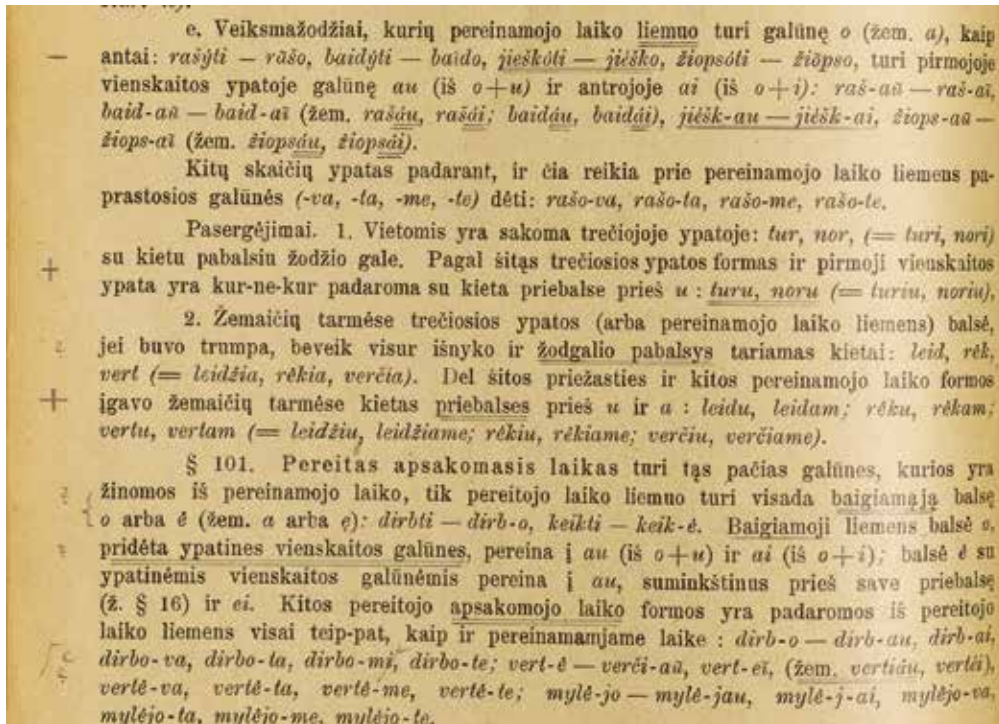 e. Veiksmažodžiai, kurių pereinamojo laiko liemuo turi galūnę o (žem. a), kaip
antai: rašýti — rãšo, baidýti — baĩdo, jieškóti — jíeško, žiopsóti — žiõpso, turi pirmojoje
vienskaitos ypatoje galūnę au (iš o+u) ir antrojoje ai (iš o+i): raš-aũ — raš-aĩ,
baid-aũ — baid-aĩ (žem. rašáu, rašái; baidáu, baidái), jíešk-au — jíešk-ai, žiops-aũ —
žiops-aĩ (žem. žiopsáu, žiopsái).
Kitų skaičių ypatas padarant, ir čia reikia prie pereinamojo laiko liemens pa-
prastosios galūnės (-va, -ta, -me, -te) dėti: rašo-va, rašo-ta, rašo-me, rašo-te.
Pasergėjimai. 1. Vietomis yra sakoma trečiojoje ypatoje: tur, nor, (= turi, nori)
su kietu pabalsiu žodžio gale. Pagal šitąs trečiosios ypatos formas ir pirmoji vienskaitos
ypata yra kur-ne-kur padaroma su kieta priebalse prieš u : turu, noru (= turiu, noriu).
2. Žemaičių tarmėse trečiosios ypatos (arba pereinamojo laiko liemens) balsė,
jei buvo trumpa, beveik visur išnyko ir žodgalio pabalsys tariamas kietai: leid, rėk,
vert (= leidžia, rėkia, verčia). Dėl šitos priežasties ir kitos pereinamojo laiko formos
įgavo žemaičių tarmėse kietas priebalses prieš u ir a : leidu, leidam; rėku, rėkam;
vertu, vertam (= leidžiu, leidžiame; rėkiu, rėkiame; verčiu, verčiame).
§ 101. Pereitas apsakomasis laikas turi tąs pačias galūnes, kurios yra
žinomos iš pereinamojo laiko, tik pereitojo laiko liemuo turi visada baigiamąją balsę
o arba ė (žem. a arba ę): dirbti — dirb-o, keikti — keik-ė. Baigiamoji liemens balsė o,
pridėta ypatines vienskaitos galūnes, pereina į au (iš o+u) ir ai (iš o+i); balsė ė su
ypatinėmis vienskaitos galūnėmis pereina į au, suminkštinus prieš save priebalsę
(ž. § 16) ir ei. Kitos pereitojo apsakomojo laiko formos yra padaromos iš pereitojo
laiko liemens visai teip-pat, kaip ir pereinamamjame laike : dirb-o — dirb-au, dirb-ai,
dirbo-va, dirbo-ta, dirbo-mi, dirbo-te; vert-ė — verči-aũ, vert-eĩ, (žem. vertiáu, vertéi),
vertė-va, vertė-ta, vertė-me, vertė-te; mylė-jo — mylė-jau, mylė-j-ai, mylėjo-va,
mylėjo-ta, mylėjo-me, mylėjo-te.